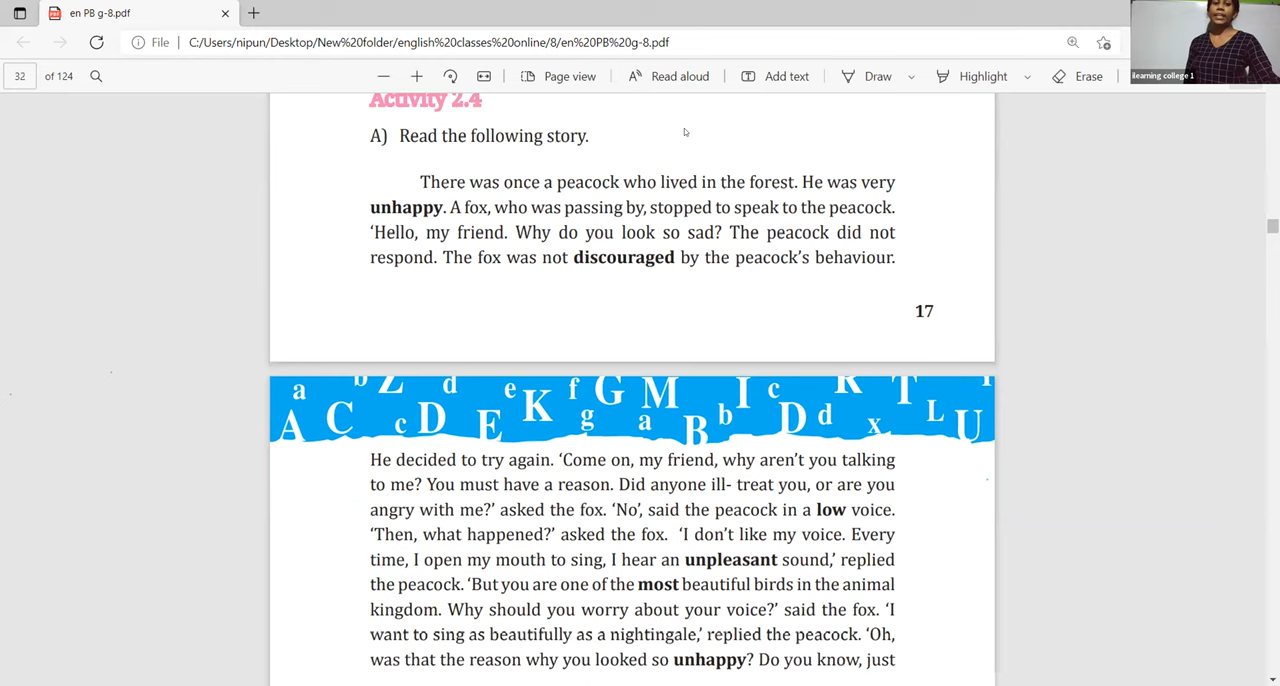 en PB g-8.pdf
File C:/Users/nipun/Desktop/New%20folder/english%20classes%20online/8/en%20PB%20g-8.pdf
32 of 124 Page view Read aloud Add text Draw Highlight Erase
ilearning college 1
Activity 2.4
A) Read the following story.
There was once a peacock who lived in the forest. He was very
unhappy. A fox, who was passing by, stopped to speak to the peacock.
‘Hello, my friend. Why do you look so sad? The peacock did not
respond. The fox was not discouraged by the peacock’s behaviour.
17
a b Z d e K f G M I c R T
A C c D E g a B b D d x L U
He decided to try again. ‘Come on, my friend, why aren’t you talking
to me? You must have a reason. Did anyone ill- treat you, or are you
angry with me?’ asked the fox. ‘No’, said the peacock in a low voice.
‘Then, what happened?’ asked the fox. ‘I don’t like my voice. Every
time, I open my mouth to sing, I hear an unpleasant sound,’ replied
the peacock. ‘But you are one of the most beautiful birds in the animal
kingdom. Why should you worry about your voice?’ said the fox. ‘I
want to sing as beautifully as a nightingale,’ replied the peacock. ‘Oh,
was that the reason why you looked so unhappy? Do you know, just